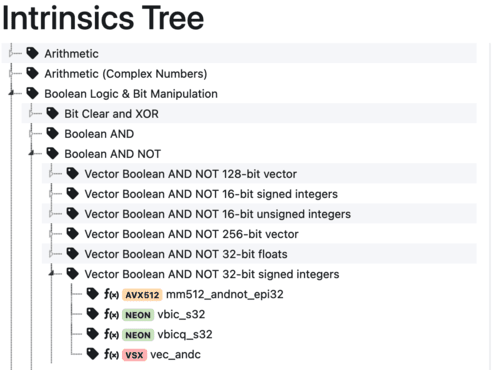 Intrinsics Tree
Arithmetic
Arithmetic (Complex Numbers)
Boolean Logic & Bit Manipulation
Bit Clear and XOR
Boolean AND
Boolean AND NOT
Vector Boolean AND NOT 128-bit vector
Vector Boolean AND NOT 16-bit signed integers
Vector Boolean AND NOT 16-bit unsigned integers
Vector Boolean AND NOT 256-bit vector
Vector Boolean AND NOT 32-bit floats
Vector Boolean AND NOT 32-bit signed integers
f(x) AVX512 mm512_andnot_epi32
f(x) NEON vbic_s32
f(x) NEON vbicq_s32
f(x) VSX vec_andc